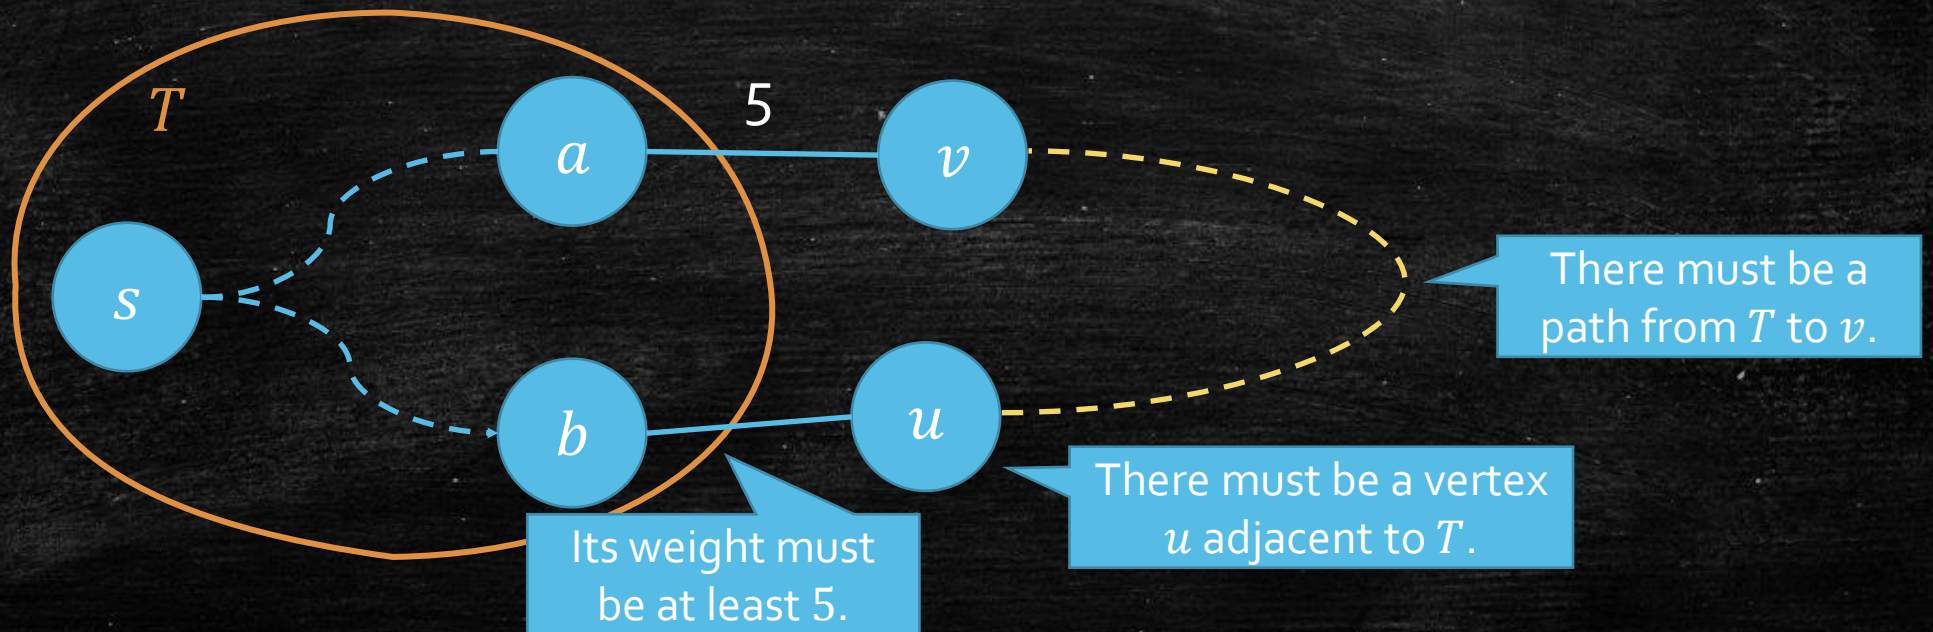 T
5
a
v
s
There must be a
path from T to v.
b
u
There must be a vertex
u adjacent to T.
Its weight must
be at least 5.